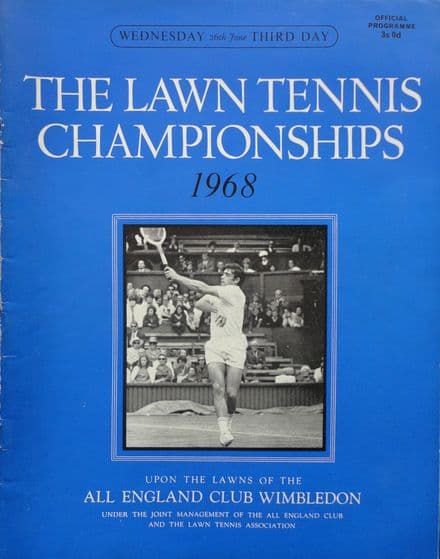 WEDNESDAY 26th June THIRD DAY
OFFICIAL
PROGRAMME
3s 0d
THE LAWN TENNIS
CHAMPIONSHIPS
1968
UPON THE LAWNS OF THE
ALL ENGLAND CLUB WIMBLEDON
UNDER THE JOINT MANAGEMENT OF THE ALL ENGLAND CLUB
AND THE LAWN TENNIS ASSOCIATION